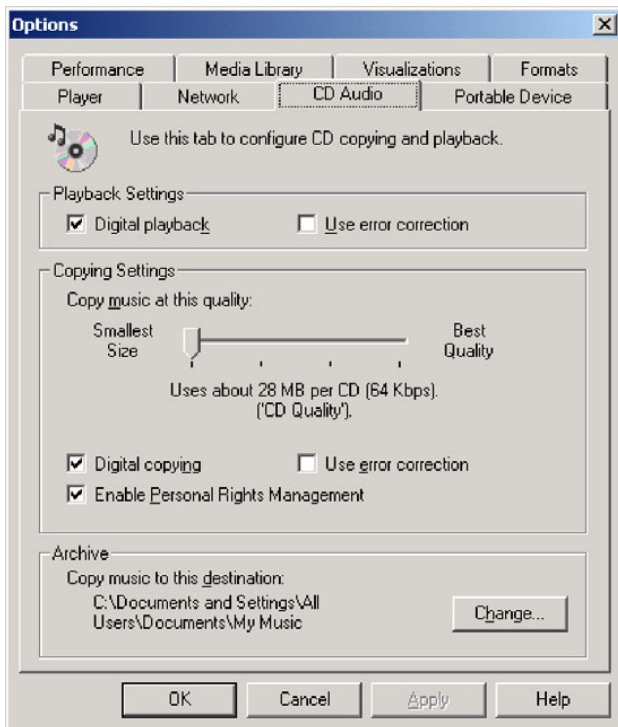 Options
Performance Media Library Visualizations Formats
Player Network CD Audio Portable Device
Use this tab to configure CD copying and playback.
Playback Settings
Digital playback Use error correction
Copying Settings
Copy music at this quality:
Smallest Best
Size Quality
Uses about 28 MB per CD (64 Kbps).
('CD Quality').
Digital copying Use error correction
Enable Personal Rights Management
Archive
Copy music to this destination:
C:\Documents and Settings\All
Users\Documents\My Music
Change...
OK Cancel Apply Help